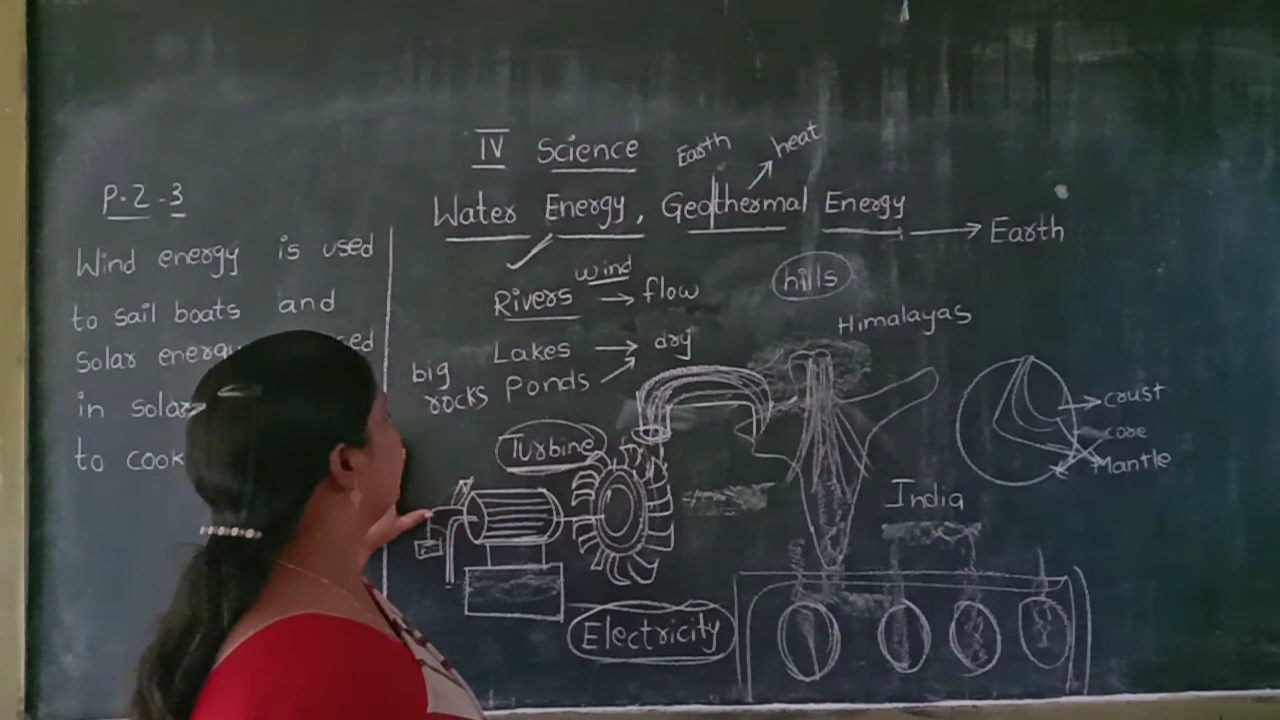 IV Science
Earth heat
Water Energy, Geothermal Energy → Earth
P.2-3
Wind energy is used
to sail boats and
Solar energy
in solar
to cook
wind
Rivers → flow
Lakes → dry
Ponds
big
rocks
hills
Himalayas
Turbine
crust
core
Mantle
India
Electricity